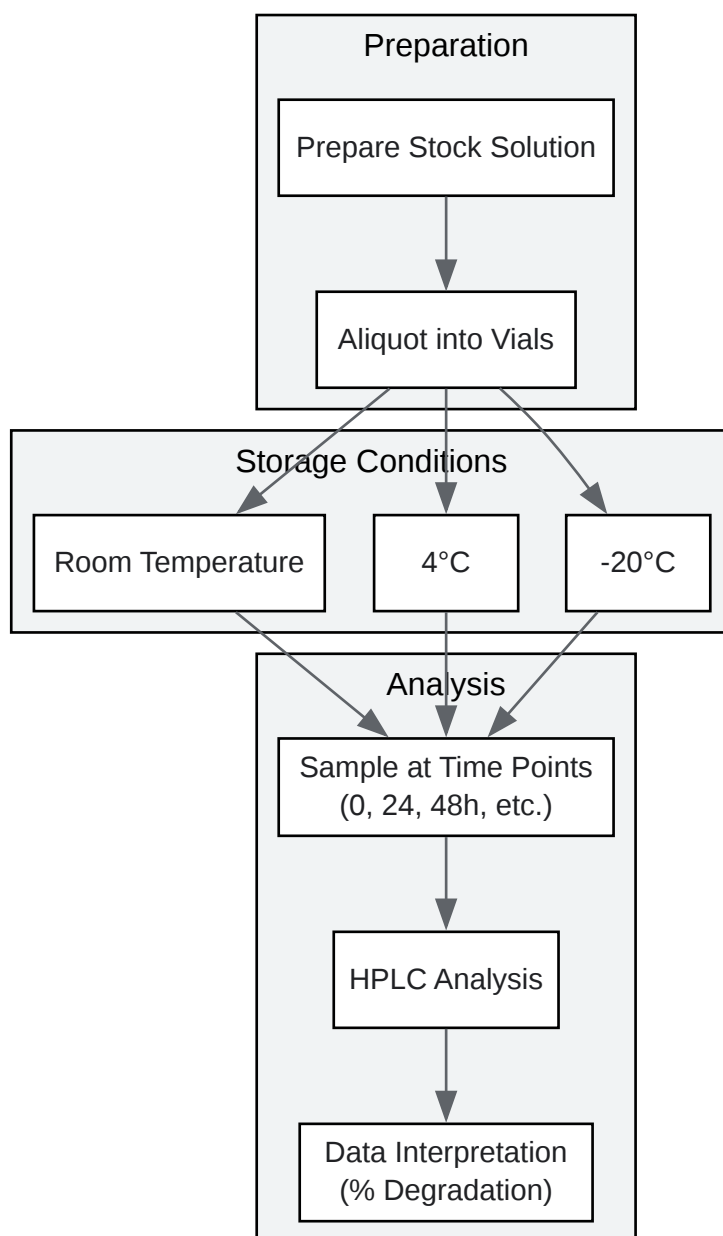 Preparation
Prepare Stock Solution
Aliquot into Vials
Storage Conditions
Room Temperature
4°C
-20°C
Analysis
Sample at Time Points
(0, 24, 48h, etc.)
HPLC Analysis
Data Interpretation
(% Degradation)